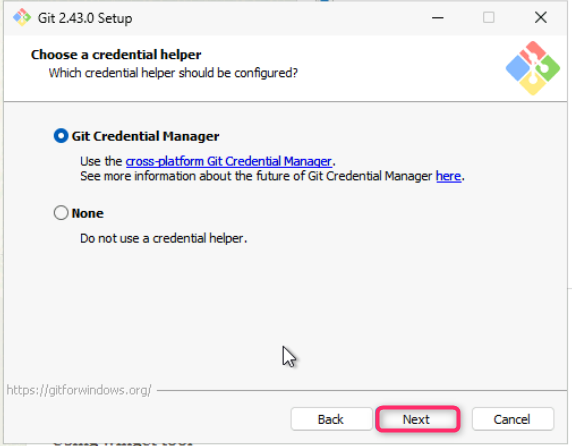 Git 2.43.0 Setup
Choose a credential helper
Which credential helper should be configured?
Git Credential Manager
Use the cross-platform Git Credential Manager.
See more information about the future of Git Credential Manager here.
None
Do not use a credential helper.
https://gitforwindows.org/
Back Next Cancel